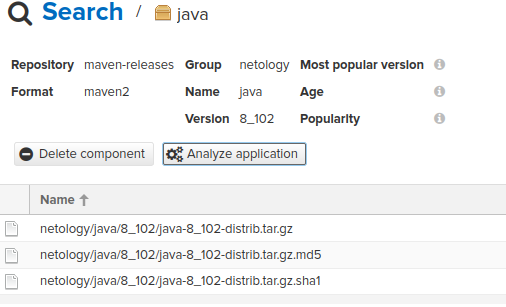 Search / java
Repository maven-releases Group netology Most popular version
Format maven2 Name java Age
Version 8_102 Popularity
Delete component Analyze application
Name
netology/java/8_102/java-8_102-distrib.tar.gz
netology/java/8_102/java-8_102-distrib.tar.gz.md5
netology/java/8_102/java-8_102-distrib.tar.gz.sha1